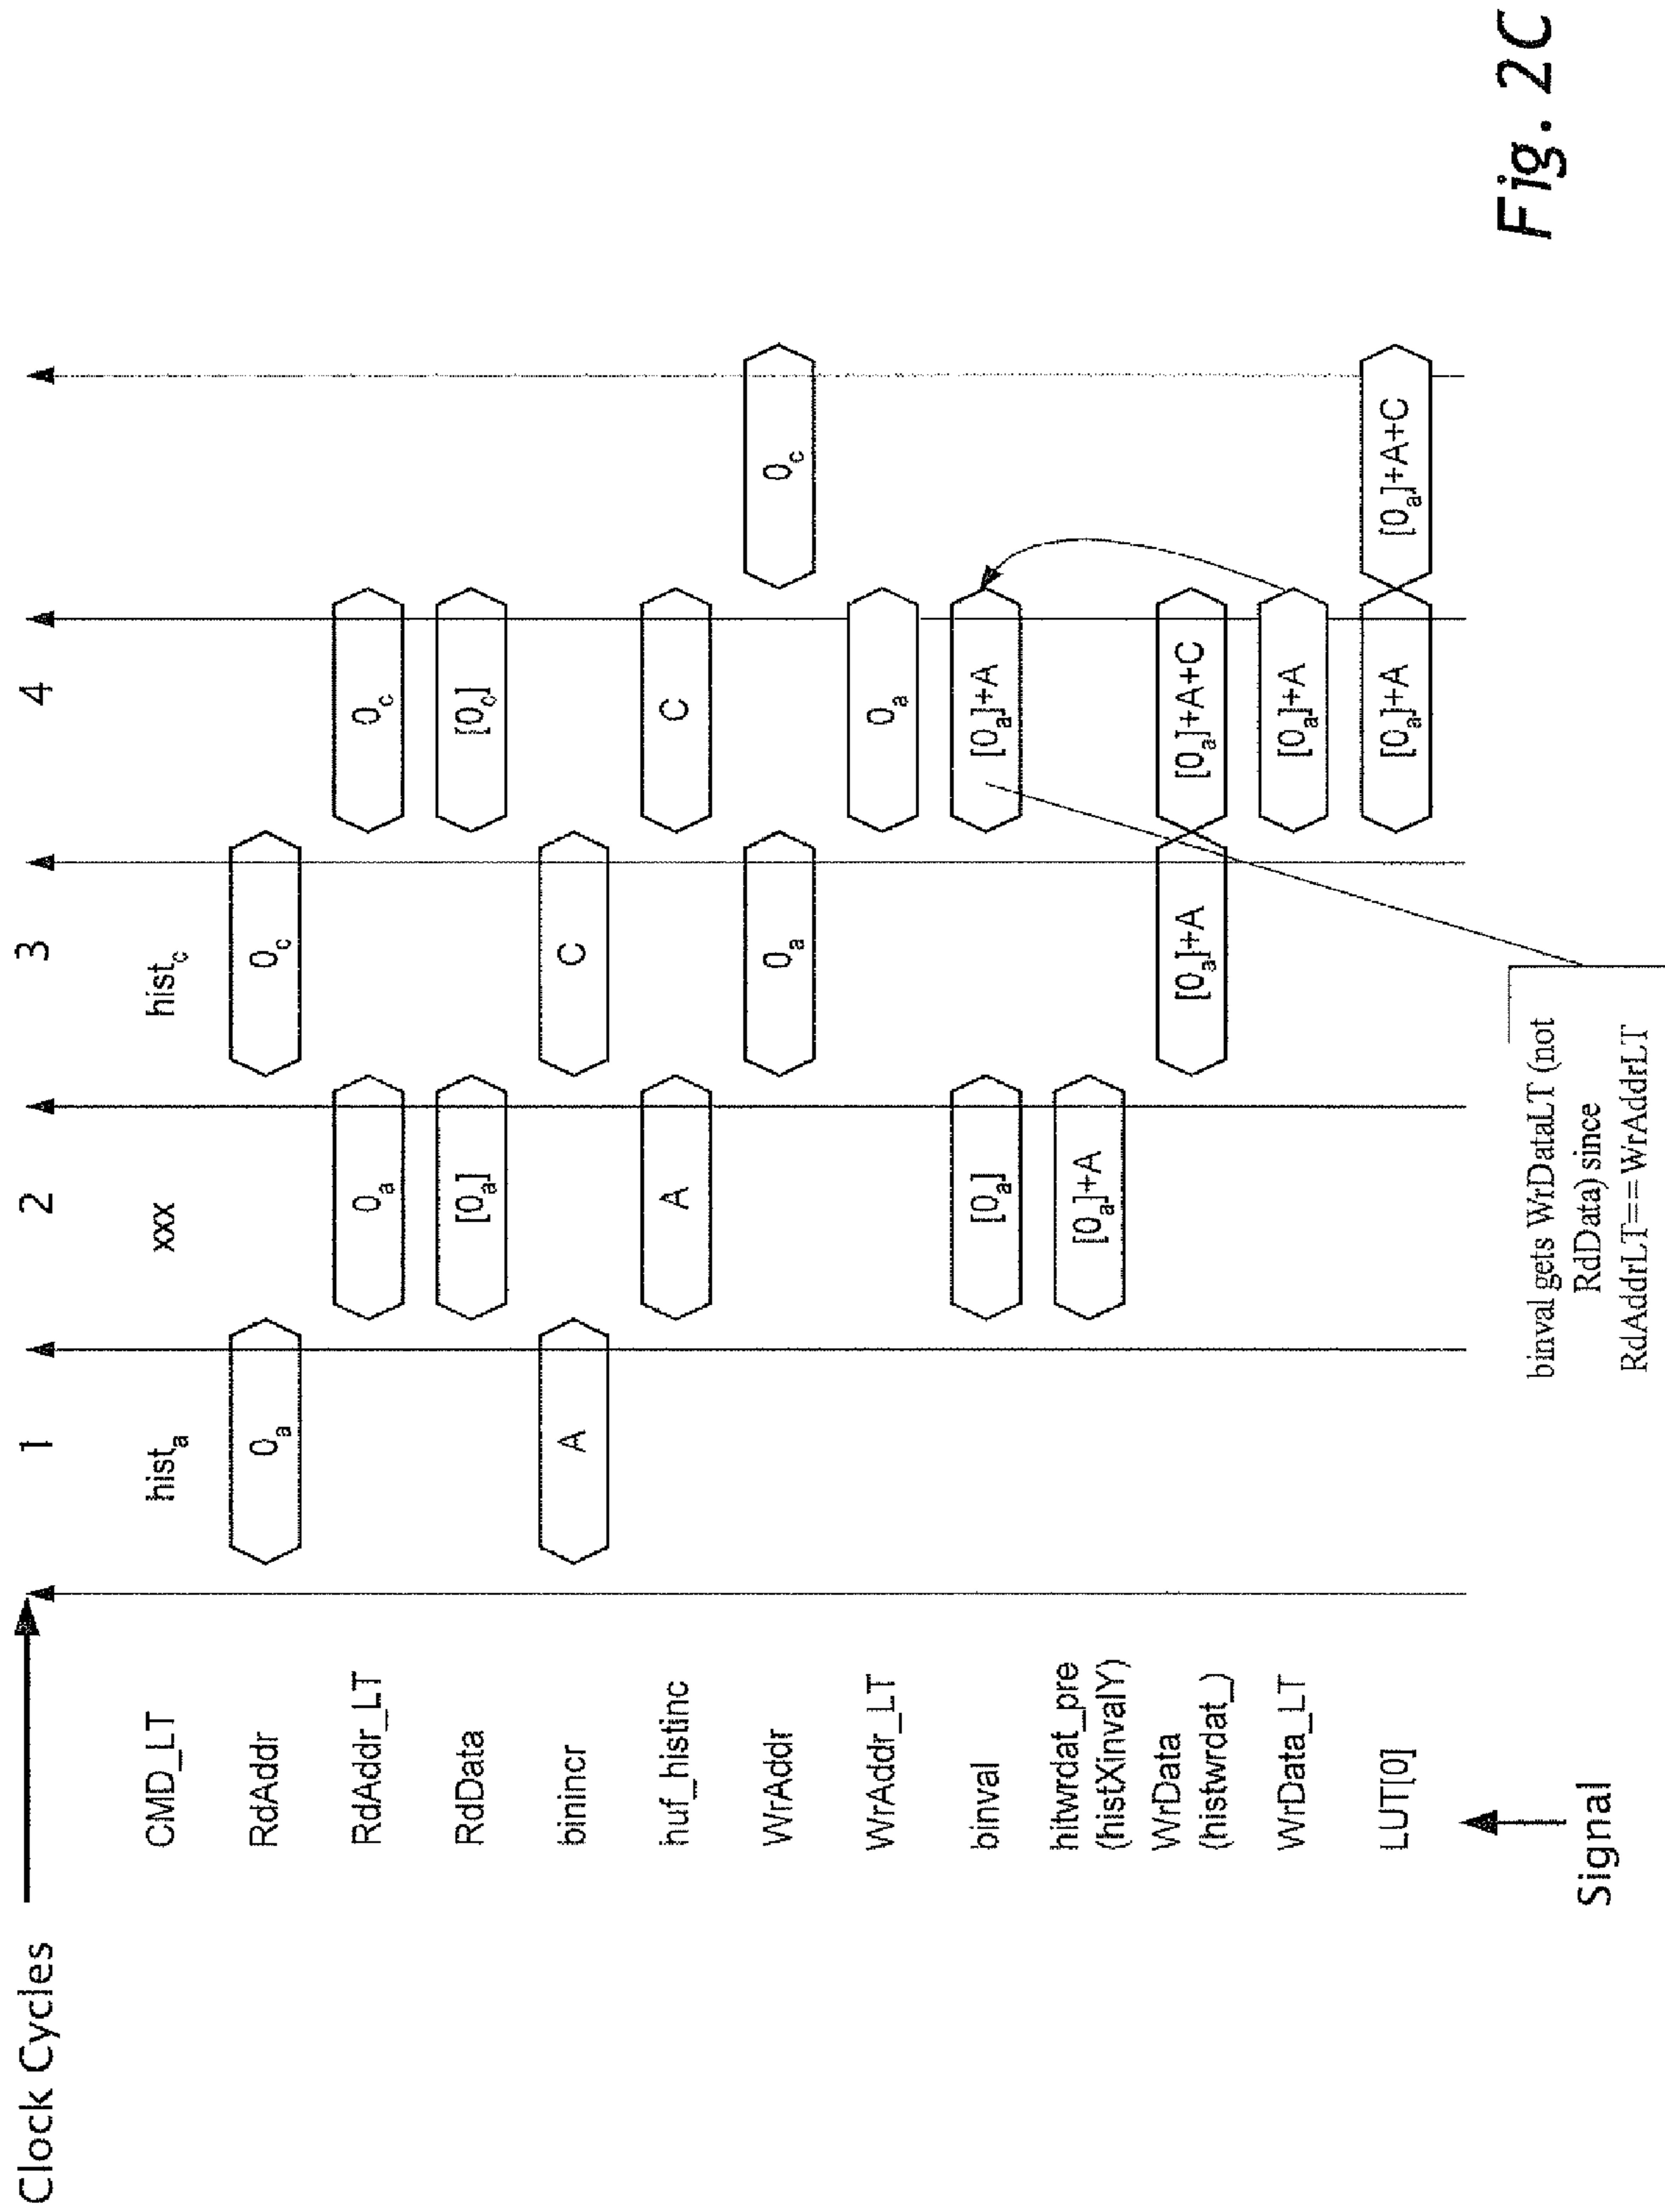 Clock Cycles
1 2 3 4
CMD_LT hist_a xxx hist_c
RdAddr 0_a 0_c
RdAddr_LT 0_a 0_c
RdData [0_a] [0_c]
binincr A C
huf_histinc A C
WrAddr 0_a 0_c
WrAddr_LT 0_a
binval [0_a] [0_a]+A
hitwrdat_pre
(histXinvalY) [0_a]+A
WrData
(histwrdat_) [0_a]+A [0_a]+A+C
WrData_LT [0_a]+A
LUT[0] [0_a]+A [0_a]+A+C
Signal
binval gets WrDataLT (not
RdData) since
RdAddrLT==WrAddrLT
Fig. 2C